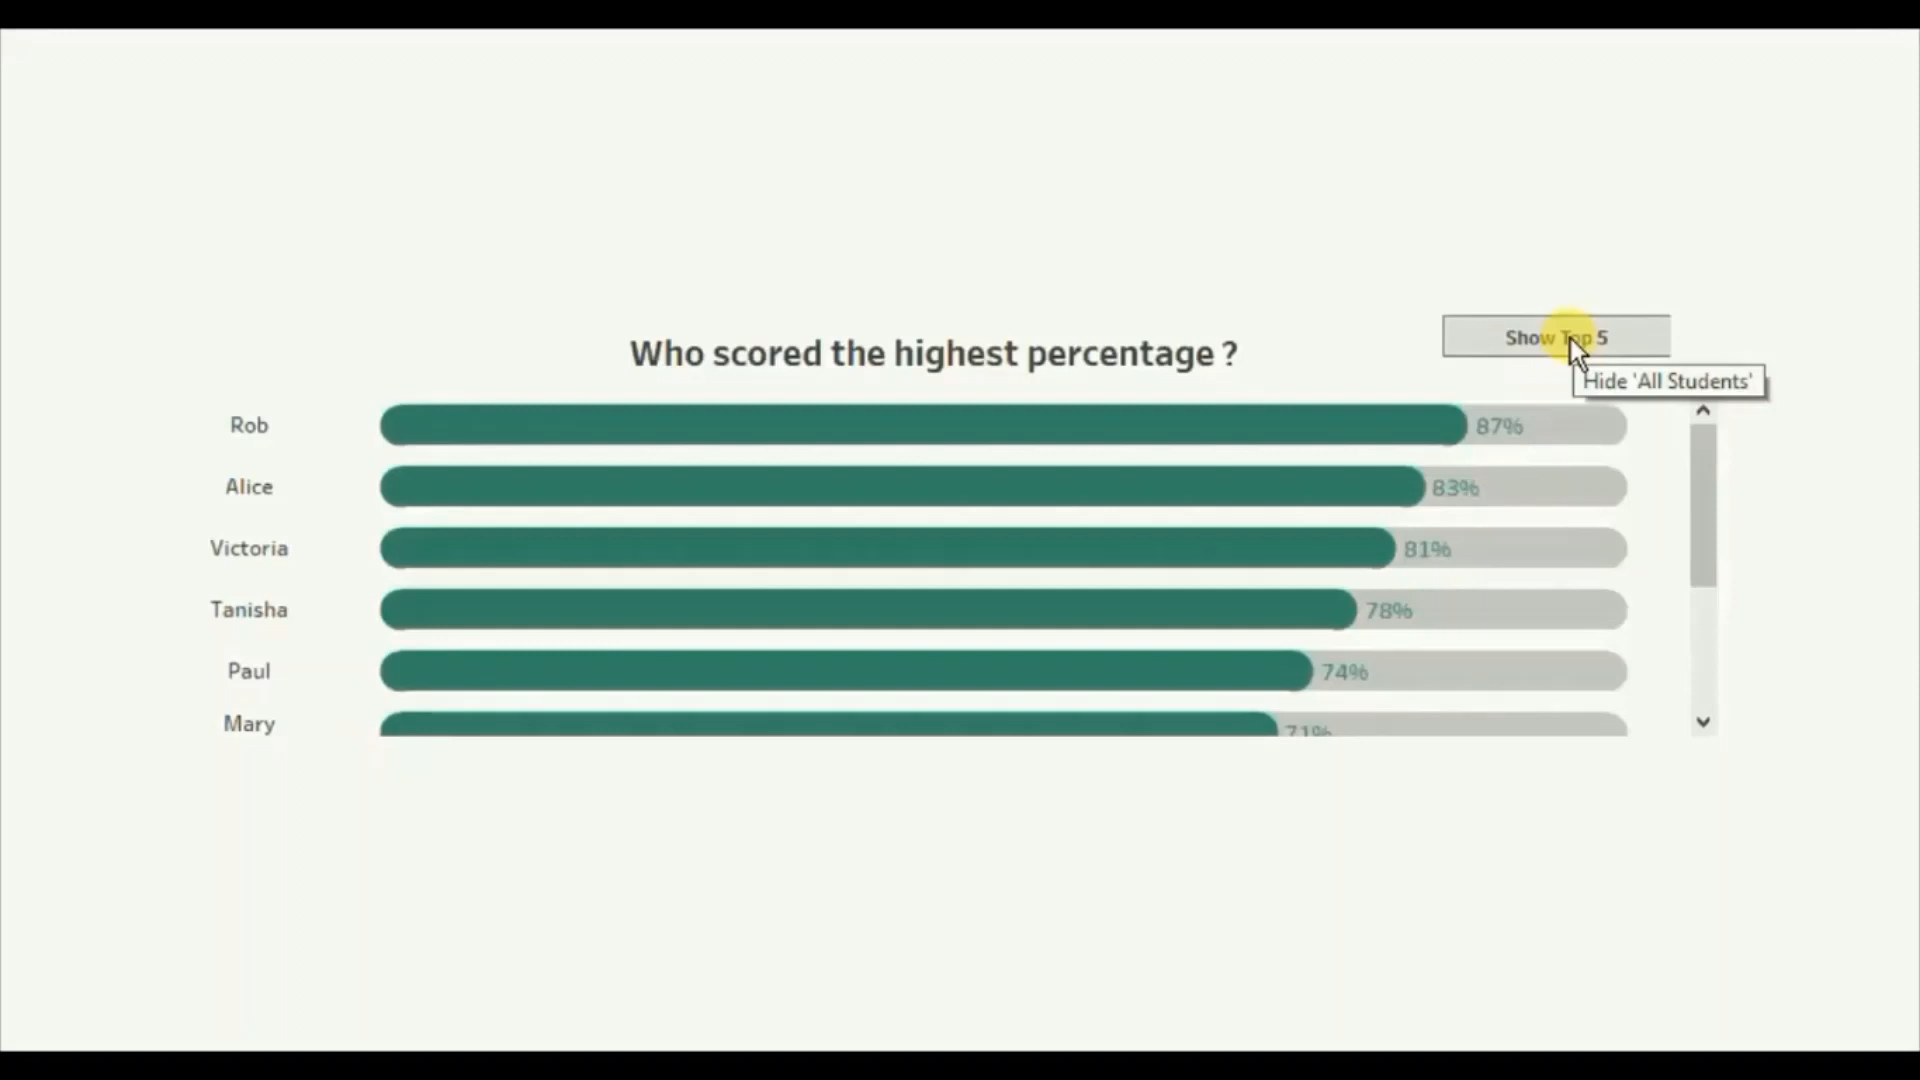 Show Top 5
Who scored the highest percentage ?
Hide 'All Students'
Rob 87%
Alice 83%
Victoria 81%
Tanisha 78%
Paul 74%
Mary 71%